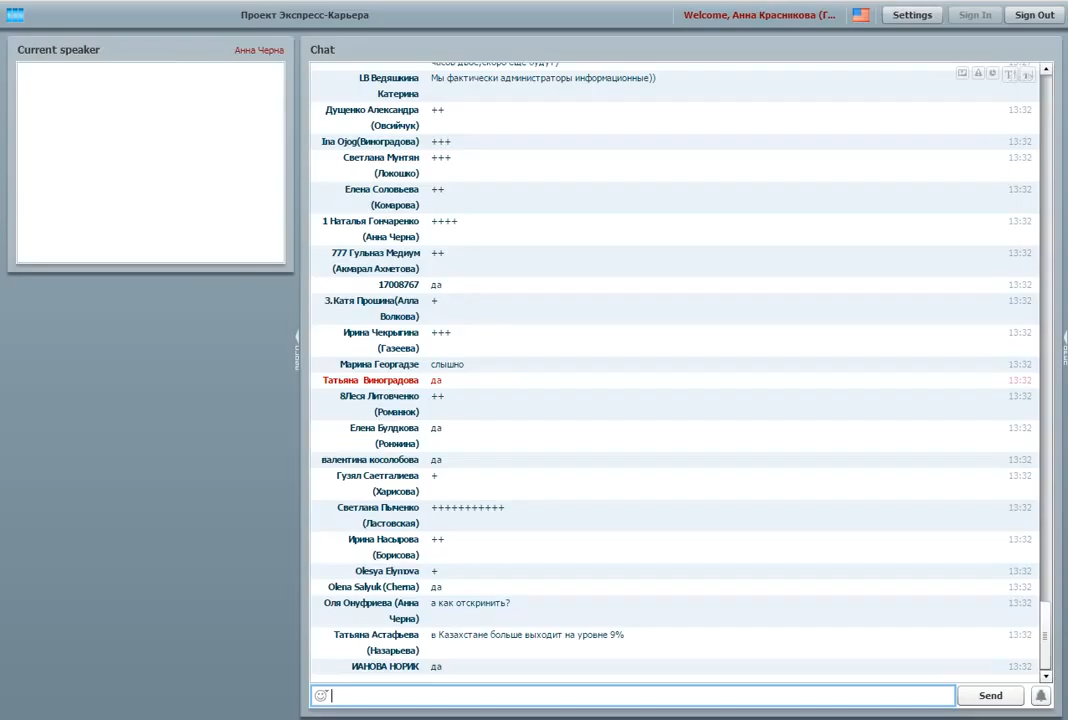 Проект Экспресс-Карьера
Welcome, Анна Красникова (Г...
Settings
Sign In
Sign Out
Current speaker
Анна Черна
Chat
I.B Ведяшкина Мы фактически администраторы информационные))
Катерина
Дущенко Александра ++ 13:32
(Овсийчук)
Ina Ojog(Виноградова) +++ 13:32
Светлана Мунтян +++ 13:32
(Локошко)
Елена Соловьева ++ 13:32
(Комарова)
1 Наталья Гончаренко ++++ 13:32
(Анна Черна)
777 Гульназ Медиум ++ 13:32
(Акмарал Ахметова)
17008767 да 13:32
3.Катя Прошина(Алла + 13:32
Волкова)
Ирина Чекрыгина +++ 13:32
(Газеева)
Марина Георгадзе слышно 13:32
Татьяна Виноградова да 13:32
8Леся Литовченко ++ 13:32
(Романюк)
Елена Булдкова да 13:32
(Ронжина)
валентина косолобова да 13:32
Гузял Саетгалиева + 13:32
(Харисова)
Светлана Пыченко +++++++++++ 13:32
(Ластовская)
Ирина Насырова ++ 13:32
(Борисова)
Olesya Elymova + 13:32
Olena Salyuk (Cherna) да 13:32
Оля Онуфриева (Анна а как отскринить? 13:32
Черна)
Татьяна Астафьева в Казахстане больше выходит на уровне 9% 13:32
(Назарьева)
ИАНОВА НОРИК да 13:32
Send